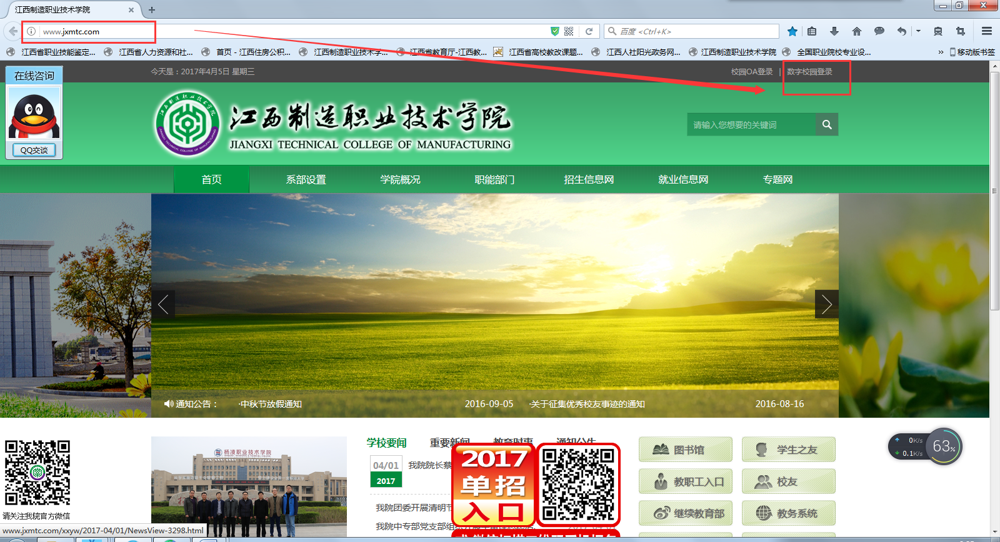 江西制造职业技术学院
www.jxmtc.com
百度 <Ctrl+K>
江西省职业技能鉴定...
江西省人力资源和社...
首页 - 江西住房公积...
江西制造职业技术学...
江西省教育厅-江西教...
江西省高校教改课题...
江西人社阳光政务网...
江西制造职业技术学院
全国职业院校专业设...
»
移动版书签
在线咨询
QQ交谈
今天是：2017年4月5日 星期三
校园OA登录 | 数字校园登录
江西制造职业技术学院
JIANGXI TECHNICAL COLLEGE OF MANUFACTURING
请输入您想要的关键词
首页
系部设置
学院概况
职能部门
招生信息网
就业信息网
专题网
通知公告：
·中秋节放假通知
2016-09-05
·关于征集优秀校友事迹的通知
2016-08-16
请关注我院官方微信
杨凌职业技术学院
学校要闻
重要新闻
教育时事
通知公告
04/01
2017
我院院长蔡
我院团委开展清明节
我院中专部党支部组
2017
单招
入口
图书馆
学生之友
教职工入口
校友
继续教育部
教务系统
0K/s
0.1K/s
63%
www.jxmtc.com/xxyw/2017-04/01/NewsView-3298.html